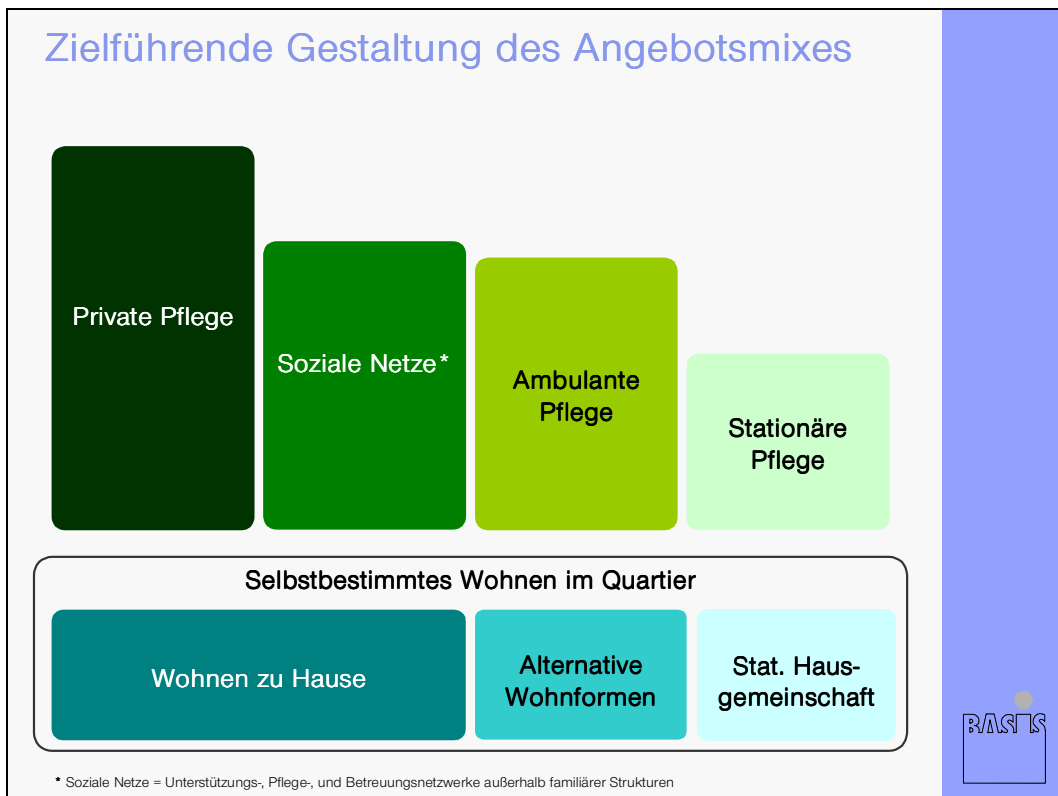 Zielführende Gestaltung des Angebotsmixes
Private Pflege
Soziale Netze*
Ambulante
Pflege
Stationäre
Pflege
Selbstbestimmtes Wohnen im Quartier
Wohnen zu Hause
Alternative
Wohnformen
Stat. Haus-
gemeinschaft
* Soziale Netze = Unterstützungs-, Pflege-, und Betreuungsnetzwerke außerhalb familiärer Strukturen
BASIS